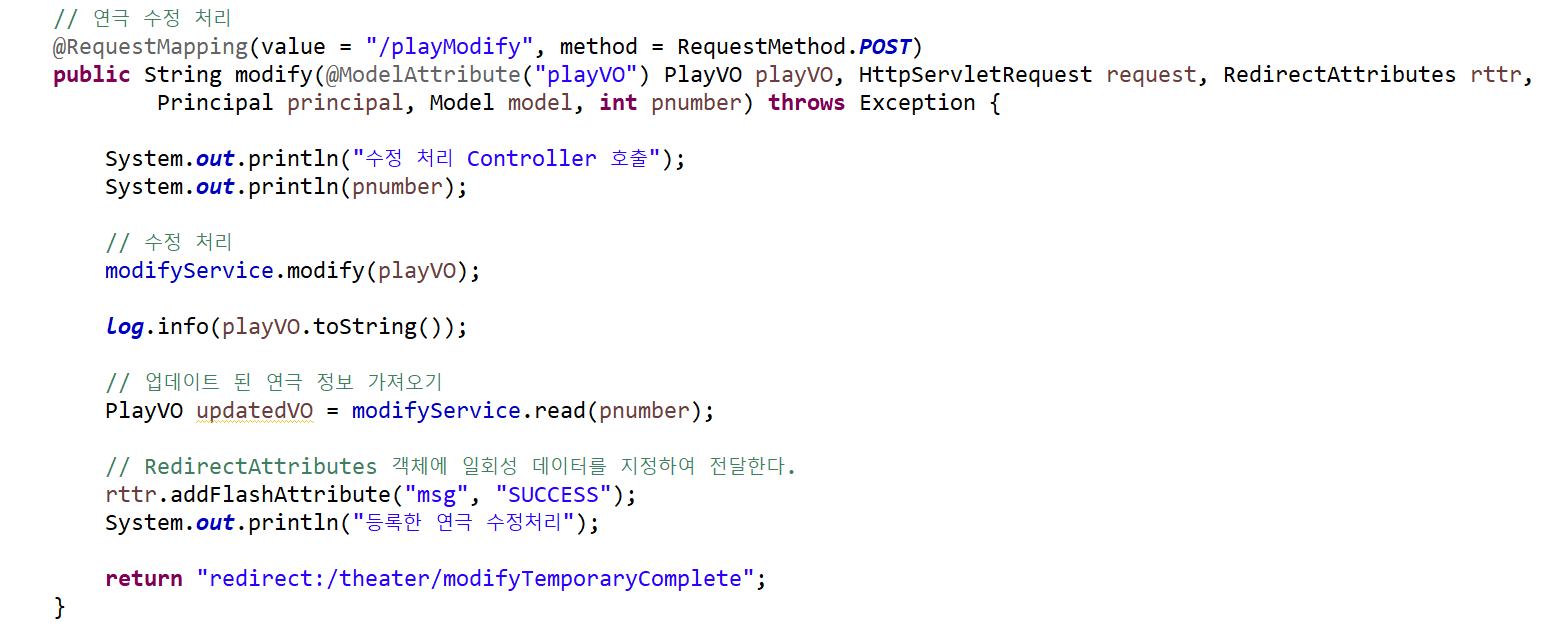 // 연극 수정 처리
@RequestMapping(value = "/playModify", method = RequestMethod.POST)
public String modify(@ModelAttribute("playVO") PlayVO playVO, HttpServletRequest request, RedirectAttributes rttr,
Principal principal, Model model, int pnumber) throws Exception {
System.out.println("수정 처리 Controller 호출");
System.out.println(pnumber);
// 수정 처리
modifyService.modify(playVO);
log.info(playVO.toString());
// 업데이트 된 연극 정보 가져오기
PlayVO updatedVO = modifyService.read(pnumber);
// RedirectAttributes 객체에 일회성 데이터를 지정하여 전달한다.
rttr.addFlashAttribute("msg", "SUCCESS");
System.out.println("등록한 연극 수정처리");
return "redirect:/theater/modifyTemporaryComplete";
}